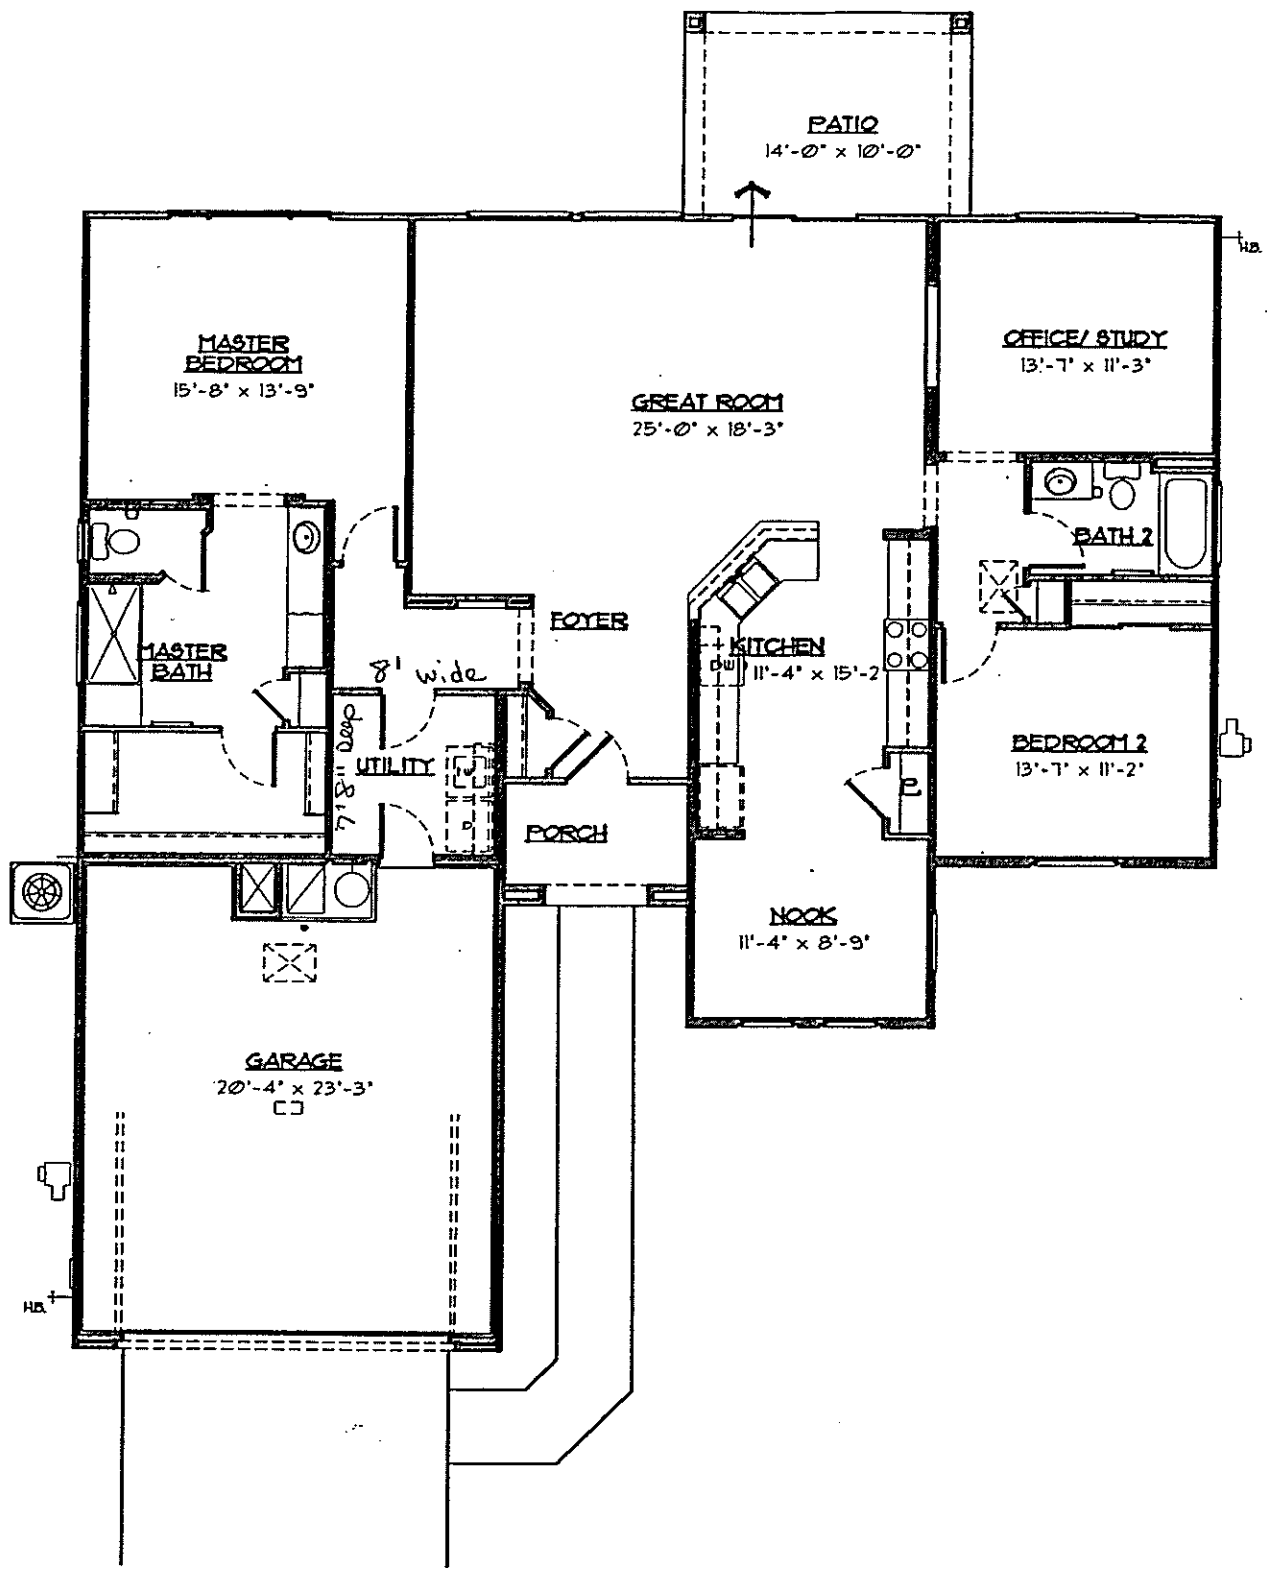 PATIO
14'-0" x 10'-0"
H.B.
MASTER
BEDROOM
15'-8" x 13'-9"
GREAT ROOM
25'-0" x 18'-3"
OFFICE/ STUDY
13'-7" x 11'-3"
BATH 2
FOYER
KITCHEN
11'-4" x 15'-2
DW
MASTER
BATH
8' wide
7'8" Deep
UTILITY
W
D
PORCH
P
BEDROOM 2
13'-7" x 11'-2"
NOOK
11'-4" x 8'-9"
GARAGE
20'-4" x 23'-3"
H.B.